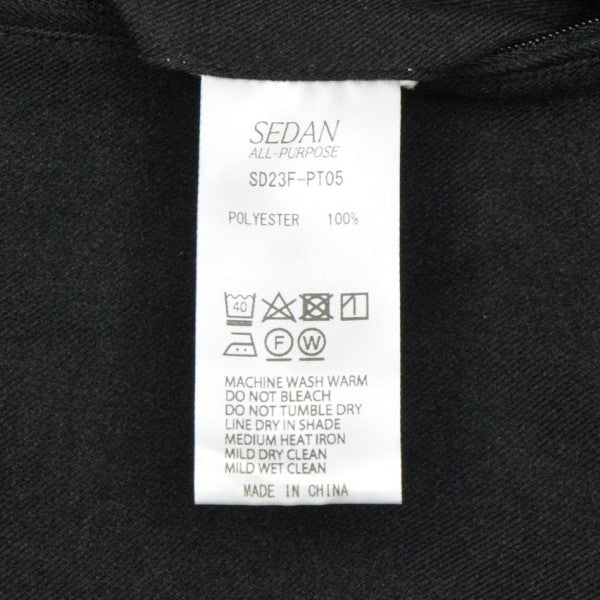 SEDAN
ALL-PURPOSE
SD23F-PT05
POLYESTER 100%
40
F W
MACHINE WASH WARM
DO NOT BLEACH
DO NOT TUMBLE DRY
LINE DRY IN SHADE
MEDIUM HEAT IRON
MILD DRY CLEAN
MILD WET CLEAN
MADE IN CHINA